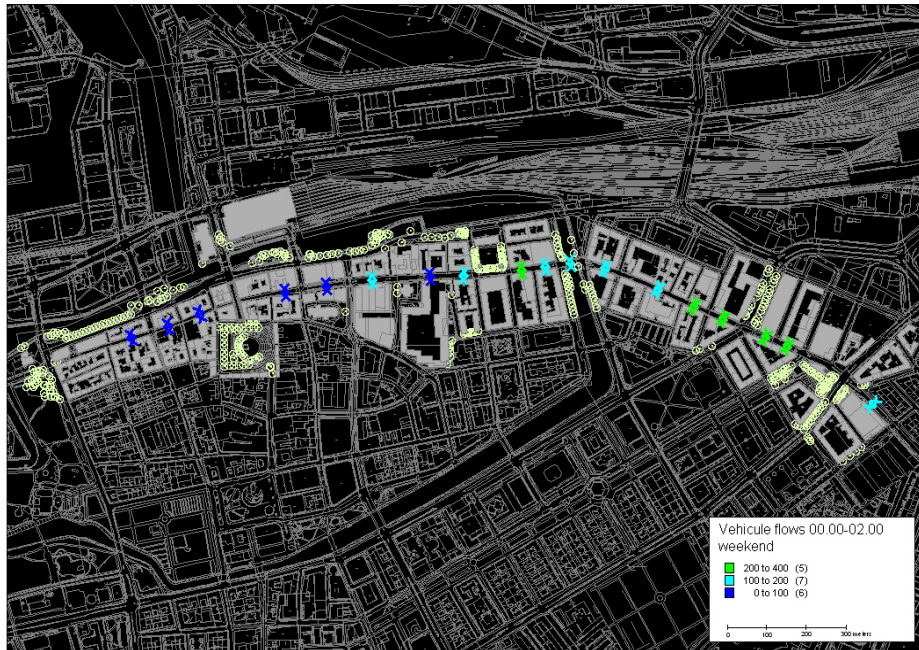 Vehicule flows 00.00-02.00
weekend
200 to 400 (5)
100 to 200 (7)
0 to 100 (6)
0 100 200 300 meters